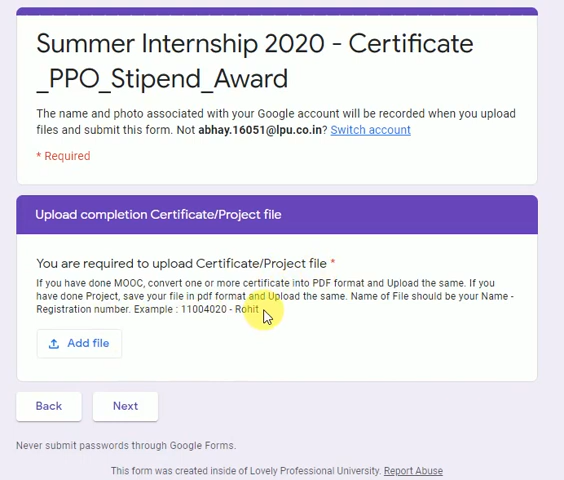 Summer Internship 2020 - Certificate
_PPO_Stipend_Award
The name and photo associated with your Google account will be recorded when you upload
files and submit this form. Not abhay.16051@lpu.co.in? Switch account
* Required
Upload completion Certificate/Project file
You are required to upload Certificate/Project file *
If you have done MOOC, convert one or more certificate into PDF format and Upload the same. If you
have done Project, save your file in pdf format and Upload the same. Name of File should be your Name -
Registration number. Example : 11004020 - Rohit
Add file
Back
Next
Never submit passwords through Google Forms.
This form was created inside of Lovely Professional University. Report Abuse